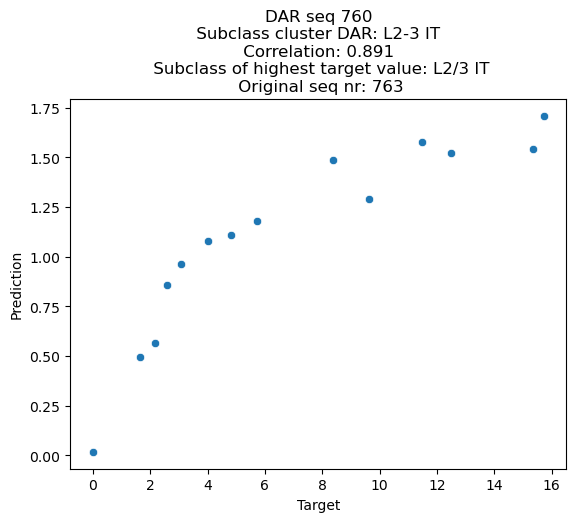 DAR seq 760
Subclass cluster DAR: L2-3 IT
Correlation: 0.891
Subclass of highest target value: L2/3 IT
Original seq nr: 763
1.75
1.50
1.25
1.00
0.75
0.50
0.25
0.00
Prediction
0 2 4 6 8 10 12 14 16
Target